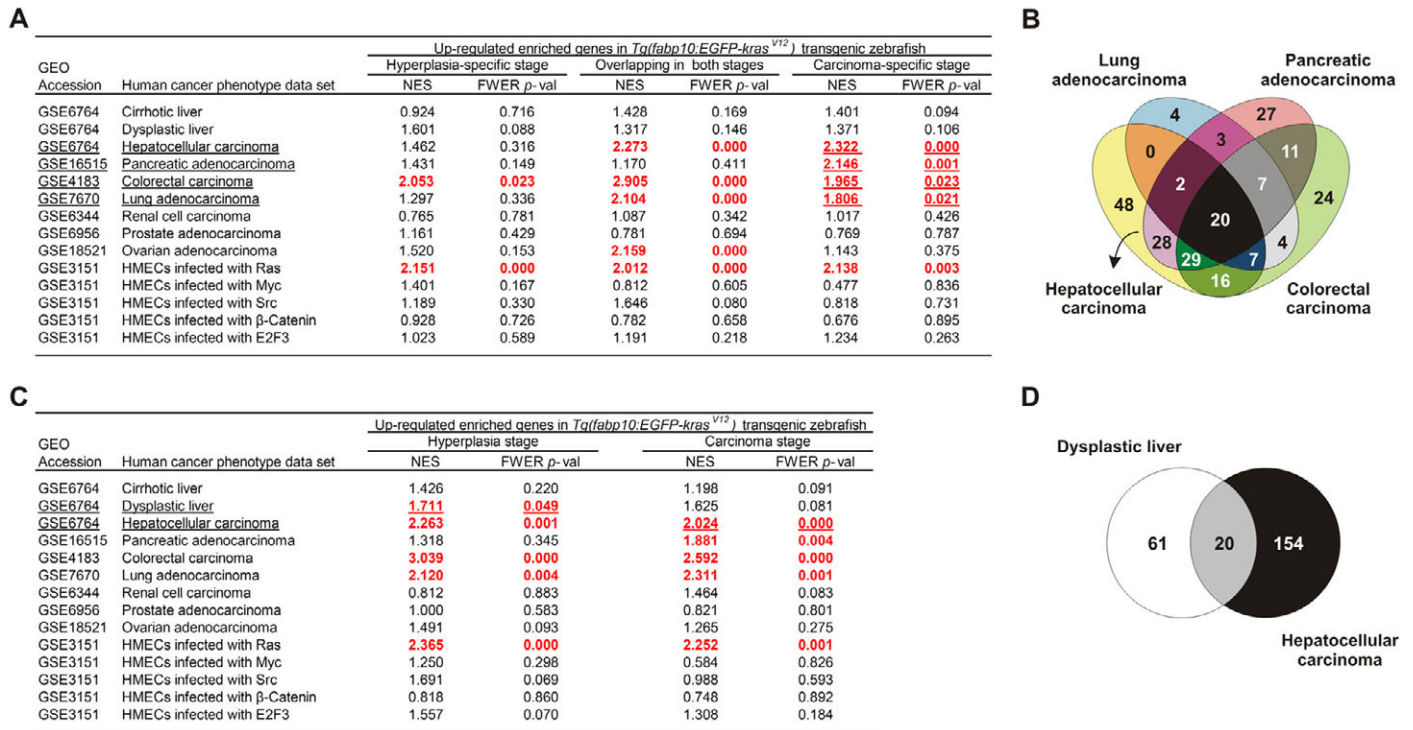 A
Up-regulated enriched genes in Tg(fabp10:EGFP-kras V12) transgenic zebrafish
GEO Hyperplasia-specific stage Overlapping in both stages Carcinoma-specific stage
Accession Human cancer phenotype data set NES FWER p-val NES FWER p-val NES FWER p-val
GSE6764 Cirrhotic liver 0.924 0.716 1.428 0.169 1.401 0.094
GSE6764 Dysplastic liver 1.601 0.088 1.317 0.146 1.371 0.106
GSE6764 Hepatocellular carcinoma 1.462 0.316 2.273 0.000 2.322 0.000
GSE16515 Pancreatic adenocarcinoma 1.431 0.149 1.170 0.411 2.146 0.001
GSE4183 Colorectal carcinoma 2.053 0.023 2.905 0.000 1.965 0.023
GSE7670 Lung adenocarcinoma 1.297 0.336 2.104 0.000 1.806 0.021
GSE6344 Renal cell carcinoma 0.765 0.781 1.087 0.342 1.017 0.426
GSE6956 Prostate adenocarcinoma 1.161 0.429 0.781 0.694 0.769 0.787
GSE18521 Ovarian adenocarcinoma 1.520 0.153 2.159 0.000 1.143 0.375
GSE3151 HMECs infected with Ras 2.151 0.000 2.012 0.000 2.138 0.003
GSE3151 HMECs infected with Myc 1.401 0.167 0.812 0.605 0.477 0.836
GSE3151 HMECs infected with Src 1.189 0.330 1.646 0.080 0.818 0.731
GSE3151 HMECs infected with β-Catenin 0.928 0.726 0.782 0.658 0.676 0.895
GSE3151 HMECs infected with E2F3 1.023 0.589 1.191 0.218 1.234 0.263
B
Lung adenocarcinoma
Pancreatic adenocarcinoma
4
27
0
3
11
2
7
48
20
24
28
4
29
7
16
Hepatocellular carcinoma
Colorectal carcinoma
C
Up-regulated enriched genes in Tg(fabp10:EGFP-kras V12) transgenic zebrafish
GEO Hyperplasia stage Carcinoma stage
Accession Human cancer phenotype data set NES FWER p-val NES FWER p-val
GSE6764 Cirrhotic liver 1.426 0.220 1.198 0.091
GSE6764 Dysplastic liver 1.711 0.049 1.625 0.081
GSE6764 Hepatocellular carcinoma 2.263 0.001 2.024 0.000
GSE16515 Pancreatic adenocarcinoma 1.318 0.345 1.881 0.004
GSE4183 Colorectal carcinoma 3.039 0.000 2.592 0.000
GSE7670 Lung adenocarcinoma 2.120 0.004 2.311 0.001
GSE6344 Renal cell carcinoma 0.812 0.883 1.464 0.083
GSE6956 Prostate adenocarcinoma 1.000 0.583 0.821 0.801
GSE18521 Ovarian adenocarcinoma 1.491 0.093 1.265 0.275
GSE3151 HMECs infected with Ras 2.365 0.000 2.252 0.001
GSE3151 HMECs infected with Myc 1.250 0.298 0.584 0.826
GSE3151 HMECs infected with Src 1.691 0.069 0.988 0.593
GSE3151 HMECs infected with β-Catenin 0.818 0.860 0.748 0.892
GSE3151 HMECs infected with E2F3 1.557 0.070 1.308 0.184
D
Dysplastic liver
61
20
154
Hepatocellular
carcinoma